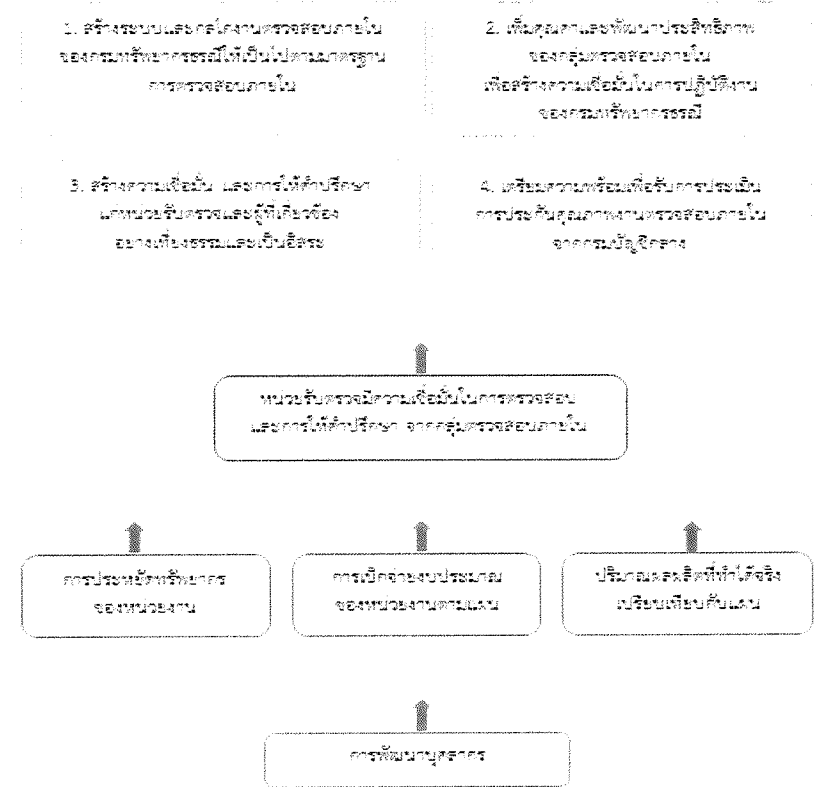 1. สร้างระบบและกลไกงานตรวจสอบภายใน
ของกรมทรัพยากรธรณีให้เป็นไปตามมาตรฐาน
การตรวจสอบภายใน
2. เพิ่มคุณค่าและพัฒนาประสิทธิภาพ
ของกลุ่มตรวจสอบภายใน
เพื่อสร้างความเชื่อมั่นในการปฏิบัติงาน
ของกรมทรัพยากรธรณี
3. สร้างความเชื่อมั่น และการให้คำปรึกษา
แก่หน่วยรับตรวจและผู้ที่เกี่ยวข้อง
อย่างเที่ยงธรรมและเป็นอิสระ
4. เตรียมความพร้อมเพื่อรับการประเมิน
การประกันคุณภาพงานตรวจสอบภายใน
จากกรมบัญชีกลาง
หน่วยรับตรวจมีความเชื่อมั่นในการตรวจสอบ
และการให้คำปรึกษา จากกลุ่มตรวจสอบภายใน
การประหยัดทรัพยากร
ของหน่วยงาน
การเบิกจ่ายงบประมาณ
ของหน่วยงานตามแผน
ปริมาณผลผลิตที่ทำได้จริง
เปรียบเทียบกับแผน
การพัฒนาบุคลากร